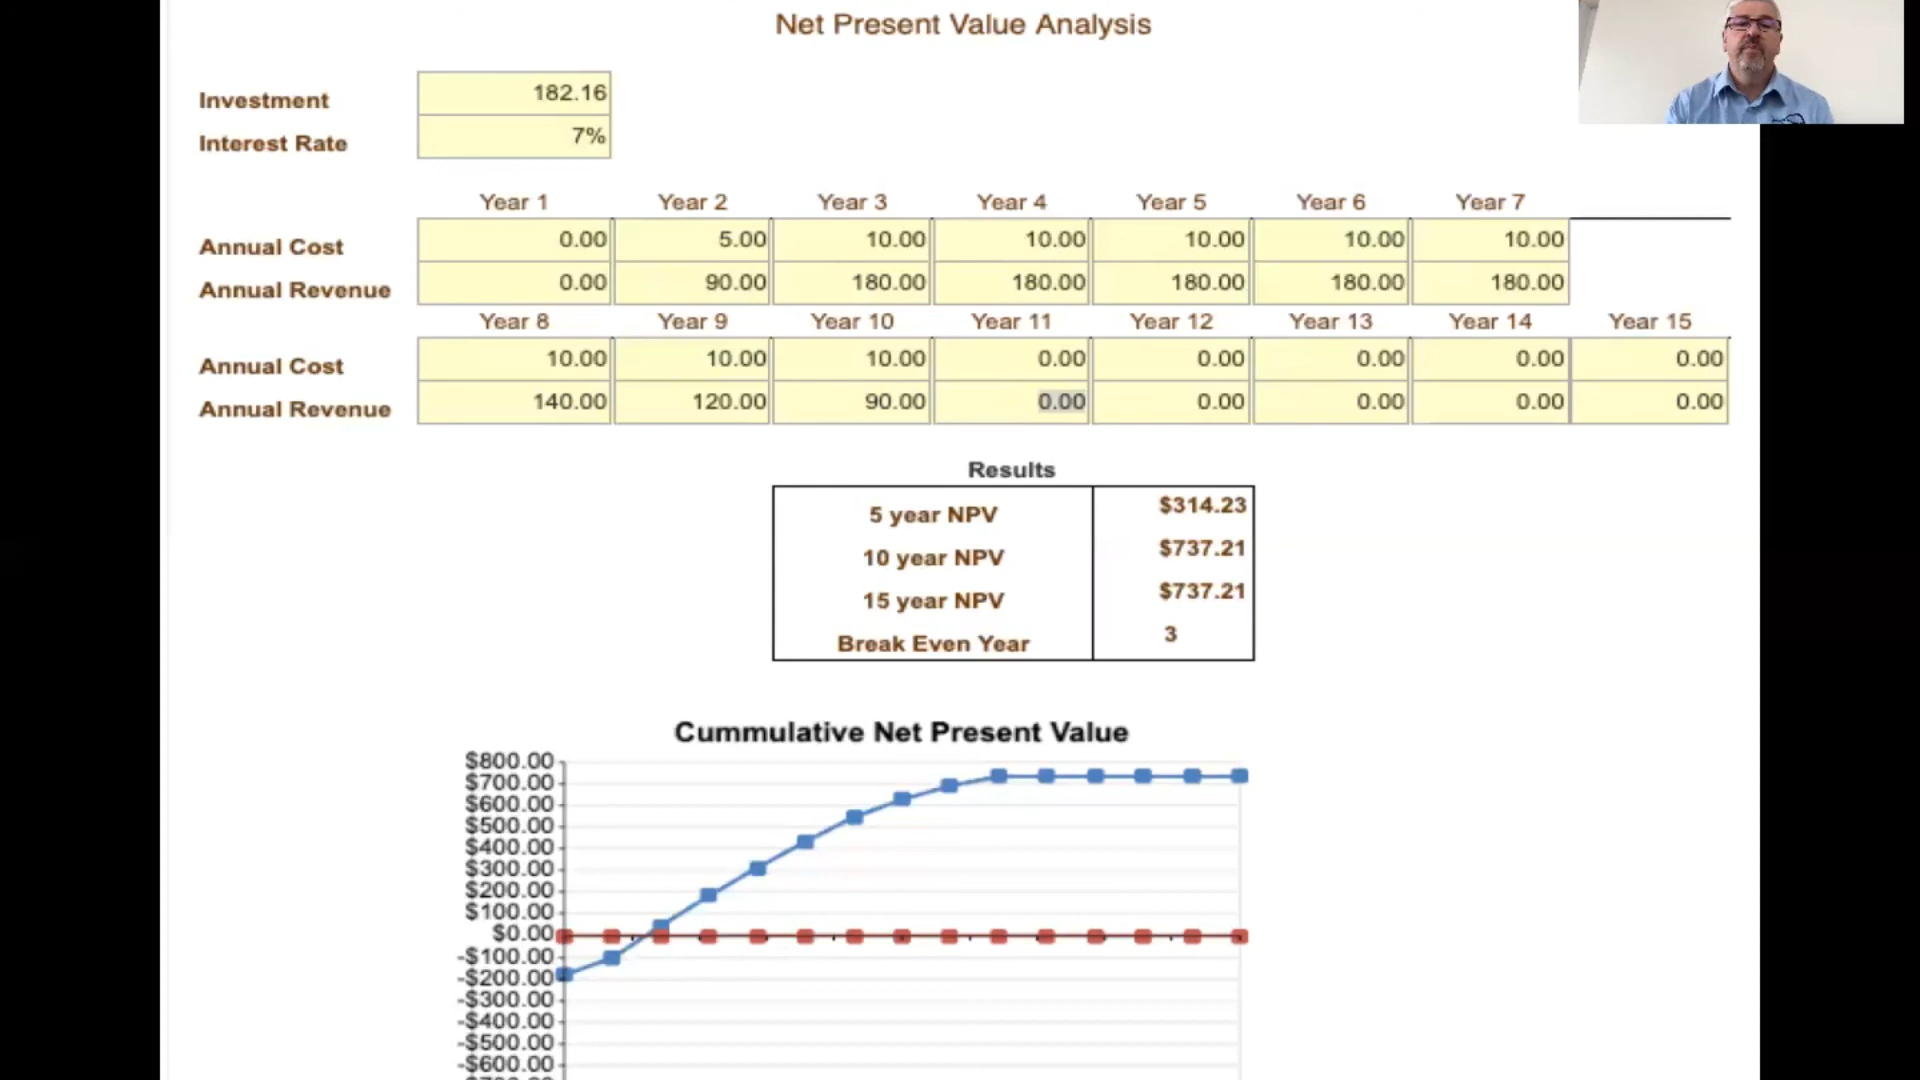 Net Present Value Analysis
Investment 182.16
Interest Rate 7%
Year 1 Year 2 Year 3 Year 4 Year 5 Year 6 Year 7
Annual Cost 0.00 5.00 10.00 10.00 10.00 10.00 10.00
Annual Revenue 0.00 90.00 180.00 180.00 180.00 180.00 180.00
Year 8 Year 9 Year 10 Year 11 Year 12 Year 13 Year 14 Year 15
Annual Cost 10.00 10.00 10.00 0.00 0.00 0.00 0.00 0.00
Annual Revenue 140.00 120.00 90.00 0.00 0.00 0.00 0.00 0.00
Results
5 year NPV $314.23
10 year NPV $737.21
15 year NPV $737.21
Break Even Year 3
Cummulative Net Present Value
$800.00
$700.00
$600.00
$500.00
$400.00
$300.00
$200.00
$100.00
$0.00
-$100.00
-$200.00
-$300.00
-$400.00
-$500.00
-$600.00